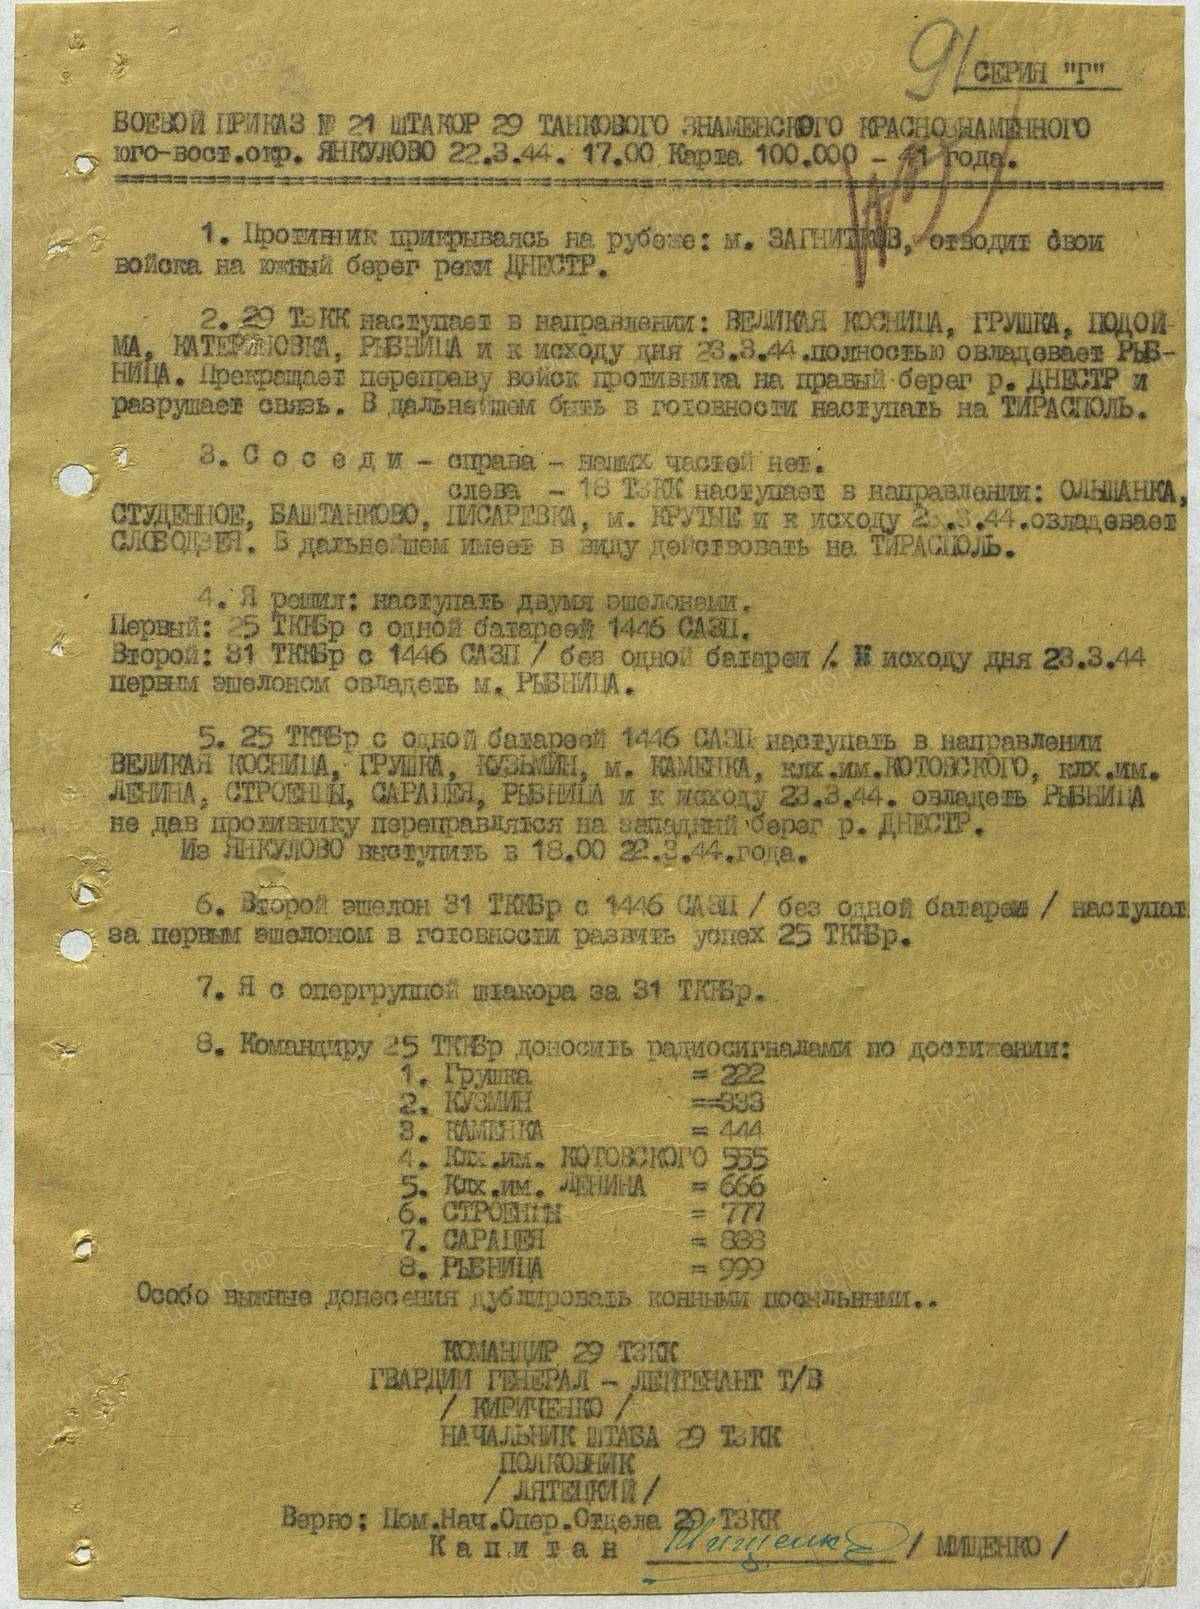 91
СЕРИЯ "Г"
БОЕВОЙ ПРИКАЗ № 21 ШТАКОР 29 ТАНКОВОГО ЗНАМЕНСКОГО КРАСНОЗНАМЕННОГО
юго-вост.окр. ЯНКУЛОВО 22.3.44. 17.00 Карта 100.000 - 41 года.
1. Противник прикрываясь на рубеже: м. ЗАГНИТКОВ, отводит свои
войска на южный берег реки ДНЕСТР.
2. 29 ТЗКК наступает в направлении: ВЕЛИКАЯ КОСНИЦА, ГРУШКА, ПОДОЙ-
МА, КАТЕРИНОВКА, РЫБНИЦА и к исходу дня 23.3.44.полностью овладевает РЫБ-
НИЦА. Прекращает переправу войск противника на правый берег р. ДНЕСТР и
разрушает связь. В дальнейшем быть в готовности наступать на ТИРАСПОЛЬ.
3. С о с е д и - справа - наших частей нет.
слева - 18 ТЗКК наступает в направлении: ОЛЬШАНКА,
СТУДЕННОЕ, БАШТАНКОВО, ПИСАРЕВКА, м. КРУТЫЕ и к исходу 23.3.44.овладевает
СЛОБОДЗЕЯ. В дальнейшем имеет в виду действовать на ТИРАСПОЛЬ.
4. Я решил: наступать двумя эшелонами.
Первый: 25 ТККБр с одной батареей 1446 САЗП.
Второй: 31 ТККБр с 1446 САЗП / без одной батареи /. К исходу дня 23.3.44
первым эшелоном овладеть м. РЫБНИЦА.
5. 25 ТККБр с одной батареей 1446 САЗП наступать в направлении
ВЕЛИКАЯ КОСНИЦА, ГРУШКА, КУЗЬМИН, м. КАМЕНКА, клх.им.КОТОВСКОГО, клх.им.
ЛЕНИНА, СТРОЕНЦЫ, САРАЦЕЯ, РЫБНИЦА и к исходу 23.3.44. овладеть РЫБНИЦА
не дав противнику переправлятся на западный берег р. ДНЕСТР.
Из ЯНКУЛОВО выступить в 18.00 22.3.44.года.
6. Второй эшелон 31 ТККБр с 1446 САЗП / без одной батареи / наступат
за первым эшелоном в готовности развить успех 25 ТККБр.
7. Я с опергруппой штакора за 31 ТККБр.
8. Командиру 25 ТККБр доносить радиосигналами по достижении:
1. Грушка = 222
2. КУЗМИН ==333
3. КАМЕНКА = 444
4. Клх.им. КОТОВСКОГО 555
5. Клх.им. ЛЕНИНА = 666
6. СТРОЕНЦЫ = 777
7. САРАЦЕЯ = 888
8. РЫБНИЦА = 999
Особо выжные донесения дублировать конными посыльными..
КОМАНДИР 29 ТЗКК
ГВАРДИИ ГЕНЕРАЛ - ЛЕЙТЕНАНТ Т/В
/ КИРИЧЕНКО /
НАЧАЛЬНИК ШТАБА 29 ТЗКК
ПОЛКОВНИК
/ ЛЯТЕЦКИЙ /
Верно: Пом.Нач.Опер.Отдела 29 ТЗКК
К а п и т а н Мищенко / МИЩЕНКО /